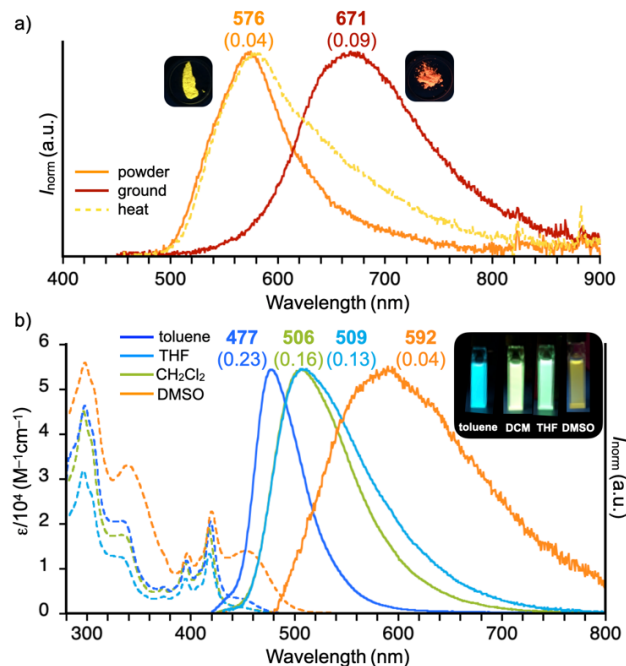 a)
576
(0.04)
671
(0.09)
I norm (a.u.)
powder
ground
heat
400 500 600 700 800 900
Wavelength (nm)
b)
toluene
THF
CH₂Cl₂
DMSO
477 506 509 592
(0.23) (0.16) (0.13) (0.04)
toluene DCM THF DMSO
6
5
4
3
2
1
0
ε/10⁴ (M⁻¹cm⁻¹)
I norm (a.u.)
300 400 500 600 700 800
Wavelength (nm)